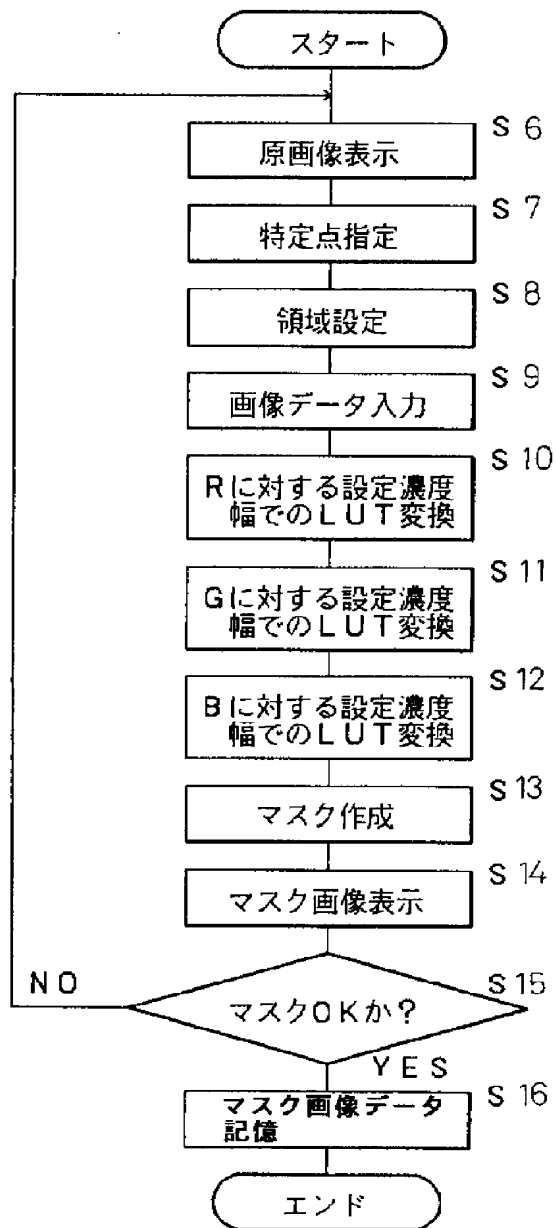 スタート
S 6
原画像表示
S 7
特定点指定
S 8
領域設定
S 9
画像データ入力
S 10
Rに対する設定濃度
幅でのLUT変換
S 11
Gに対する設定濃度
幅でのLUT変換
S 12
Bに対する設定濃度
幅でのLUT変換
S 13
マスク作成
S 14
マスク画像表示
NO
S 15
マスクOKか?
YES
S 16
マスク画像データ
記憶
エンド